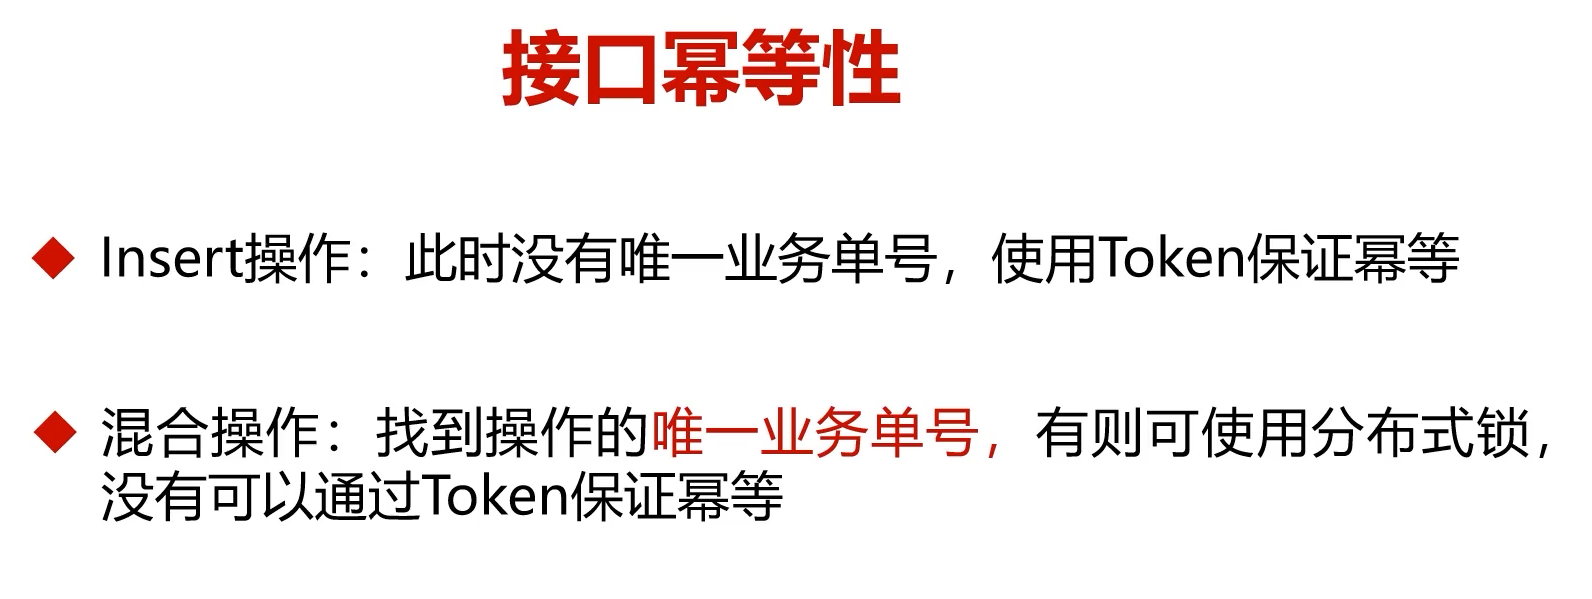 接口幂等性
Insert操作：此时没有唯一业务单号，使用Token保证幂等
混合操作：找到操作的唯一业务单号，有则可使用分布式锁，
没有可以通过Token保证幂等